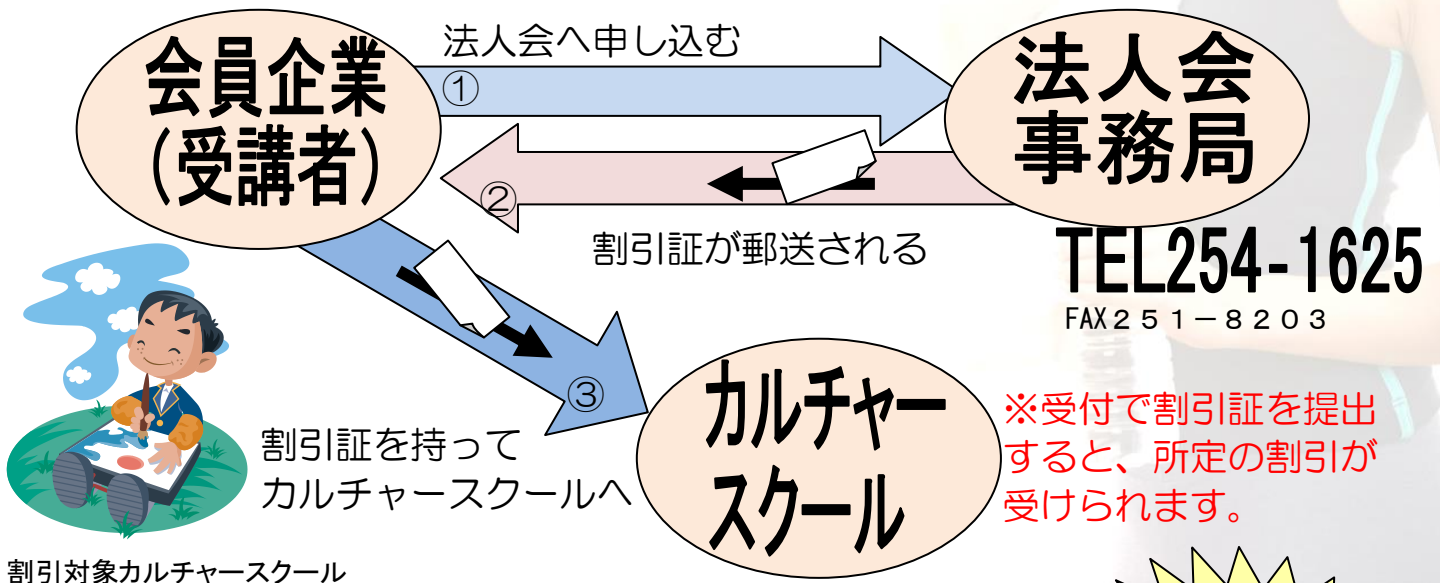 会員企業
(受講者)
法人会へ申し込む
①
法人会
事務局
②
割引証が郵送される
TEL254-1625
FAX251－8203
③
割引証を持って
カルチャースクールへ
カルチャー
スクール
※受付で割引証を提出
すると、所定の割引が
受けられます。
割引対象カルチャースクール